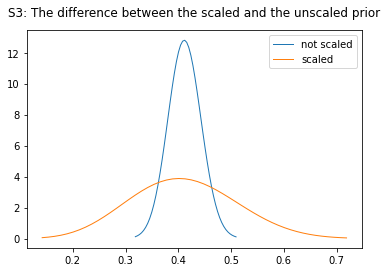 S3: The difference between the scaled and the unscaled prior
not scaled
scaled
12
10
8
6
4
2
0
0.2 0.3 0.4 0.5 0.6 0.7